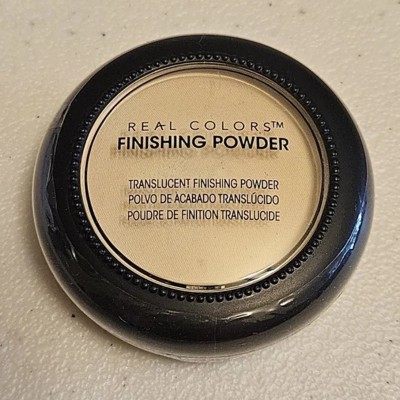 REAL COLORS™
FINISHING POWDER
TRANSLUCENT FINISHING POWDER
POLVO DE ACABADO TRANSLÚCIDO
POUDRE DE FINITION TRANSLUCIDE